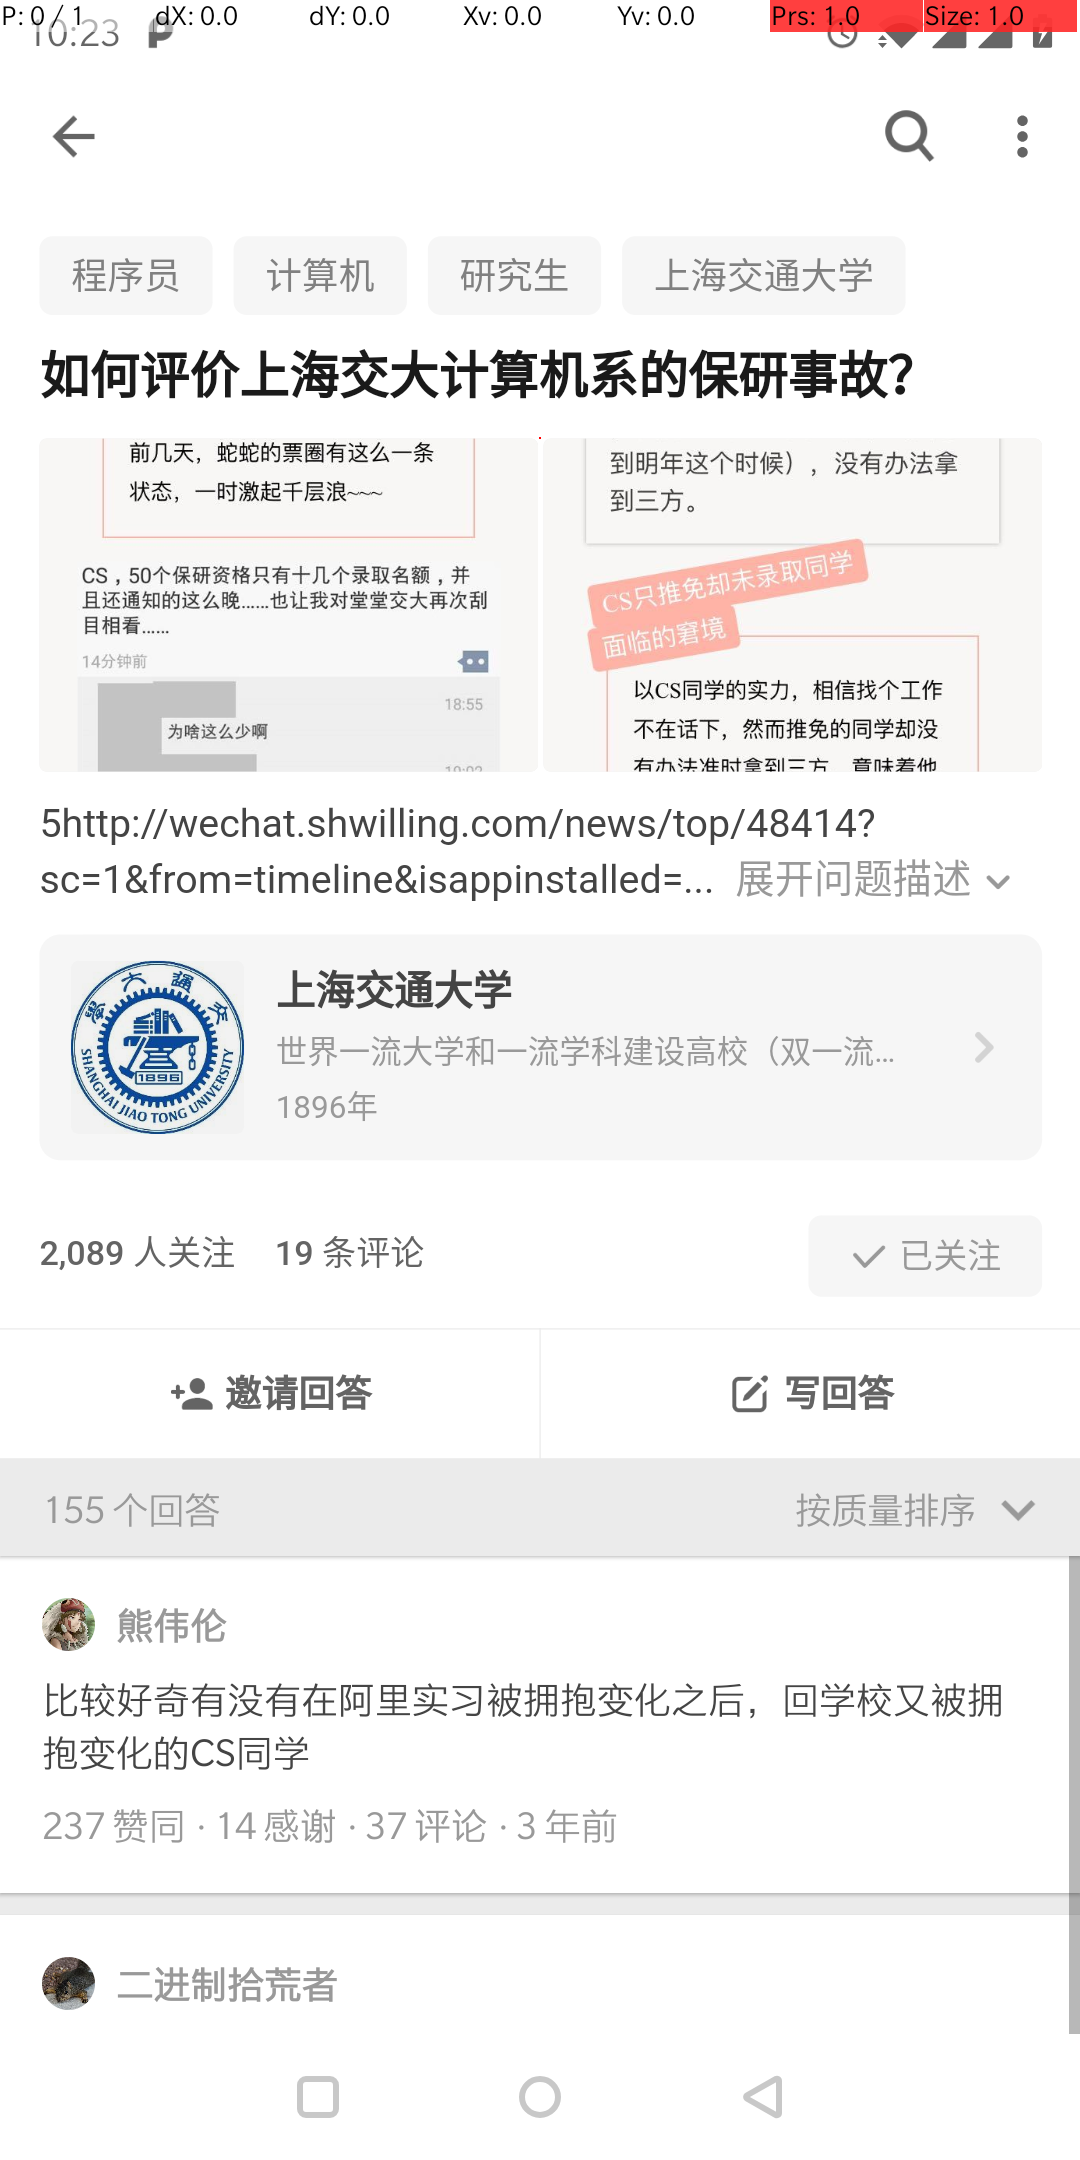 P: 0 / 1 dX: 0.0 dY: 0.0 Xv: 0.0 Yv: 0.0 Prs: 1.0 Size: 1.0
10:23
程序员 计算机 研究生 上海交通大学
如何评价上海交大计算机系的保研事故?
前几天，蛇蛇的票圈有这么一条
状态，一时激起千层浪~~~
CS，50个保研资格只有十几个录取名额，并
且还通知的这么晚……也让我对堂堂交大再次刮
目相看……
14分钟前
18:55
为啥这么少啊
到明年这个时候），没有办法拿
到三方。
CS只推免却未录取同学
面临的窘境
以CS同学的实力，相信找个工作
不在话下，然而推免的同学却没
有办法准时拿到三方，意味着他
5http://wechat.shwilling.com/news/top/48414?
sc=1&from=timeline&isappinstalled=... 展开问题描述
SHANGHAI JIAO TONG UNIVERSITY
1896
上海交通大学
世界一流大学和一流学科建设高校（双一流...
1896年
2,089 人关注 19 条评论 已关注
邀请回答 写回答
155 个回答 按质量排序
熊伟伦
比较好奇有没有在阿里实习被拥抱变化之后，回学校又被拥
抱变化的CS同学
237 赞同 · 14 感谢 · 37 评论 · 3 年前
二进制拾荒者